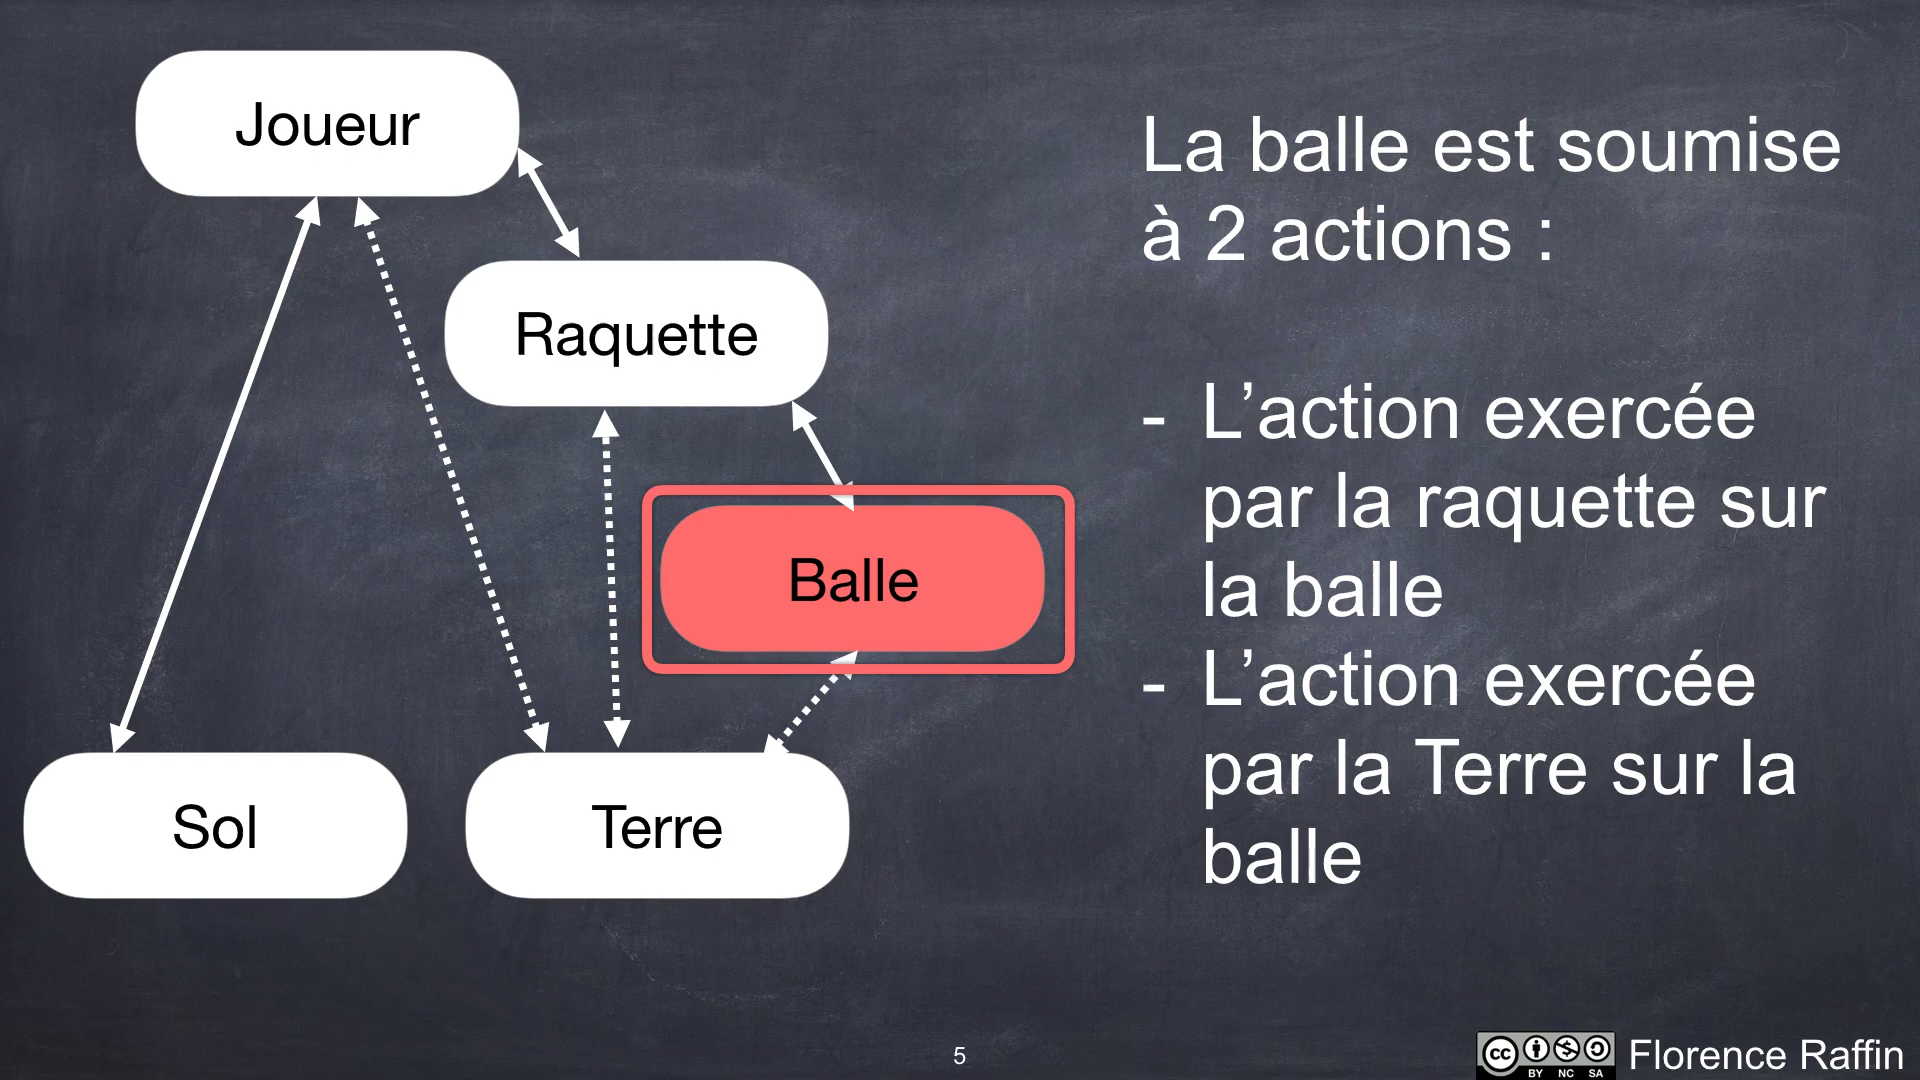 Joueur
Raquette
Balle
Sol
Terre
La balle est soumise
à 2 actions :
- L’action exercée
par la raquette sur
la balle
- L’action exercée
par la Terre sur la
balle
5
cc BY NC SA
Florence Raffin